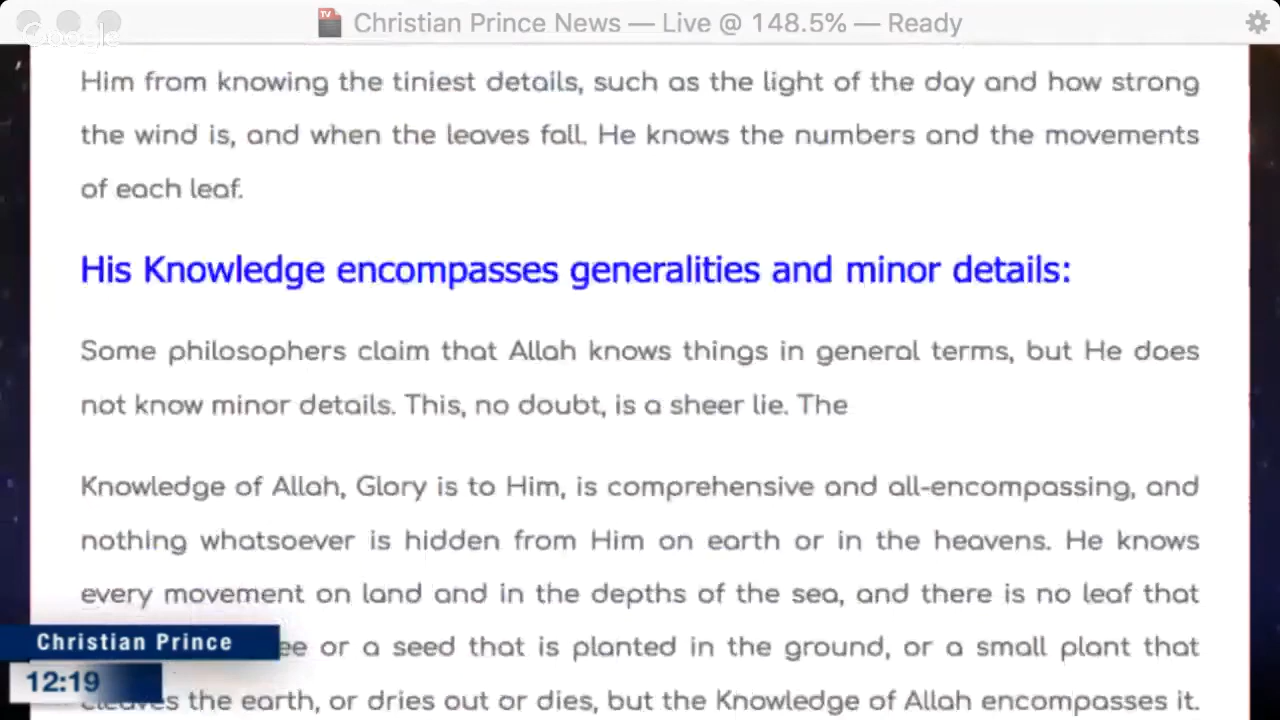 Christian Prince News — Live @ 148.5% — Ready
Google
Him from knowing the tiniest details, such as the light of the day and how strong
the wind is, and when the leaves fall. He knows the numbers and the movements
of each leaf.
His Knowledge encompasses generalities and minor details:
Some philosophers claim that Allah knows things in general terms, but He does
not know minor details. This, no doubt, is a sheer lie. The
Knowledge of Allah, Glory is to Him, is comprehensive and all-encompassing, and
nothing whatsoever is hidden from Him on earth or in the heavens. He knows
every movement on land and in the depths of the sea, and there is no leaf that
Christian Prince
ee or a seed that is planted in the ground, or a small plant that
12:19
cleaves the earth, or dries out or dies, but the Knowledge of Allah encompasses it.